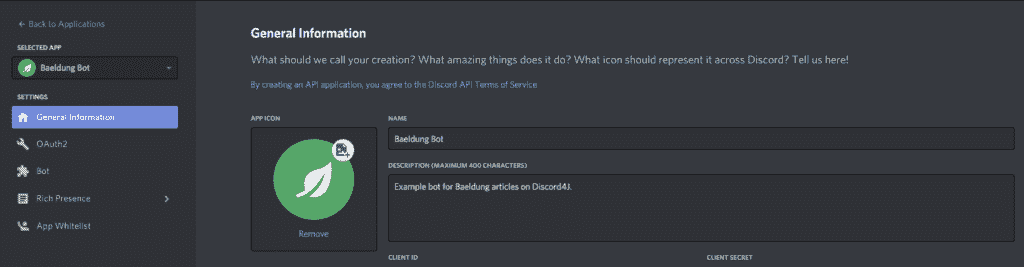 ← Back to Applications
SELECTED APP
Baeldung Bot
SETTINGS
General Information
OAuth2
Bot
Rich Presence
App Whitelist
General Information
What should we call your creation? What amazing things does it do? What icon should represent it across Discord? Tell us here!
By creating an API application, you agree to the Discord API Terms of Service
APP ICON
Remove
NAME
Baeldung Bot
DESCRIPTION (MAXIMUM 400 CHARACTERS)
Example bot for Baeldung articles on Discord4J.
CLIENT ID
CLIENT SECRET